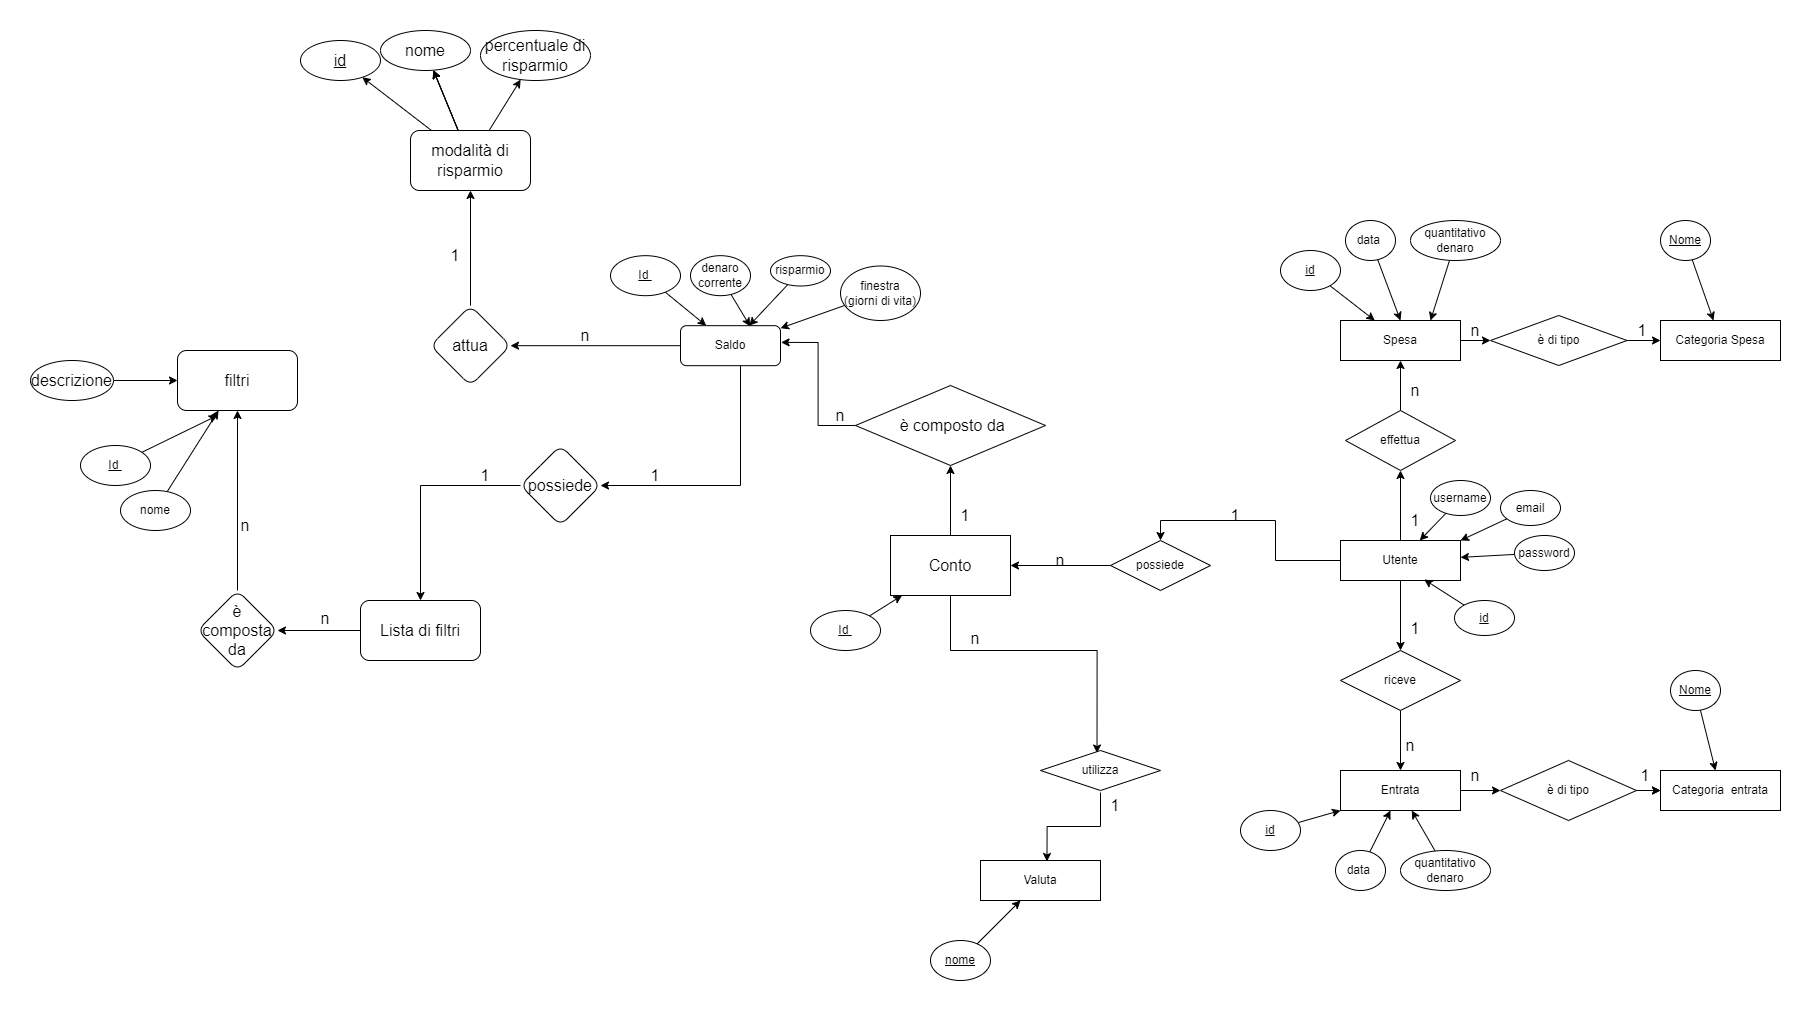 id
nome
percentuale di
risparmio
modalità di
risparmio
1
attua
n
Id
denaro
corrente
risparmio
finestra
(giorni di vita)
Saldo
descrizione
filtri
Id
nome
n
è
composta
da
n
Lista di filtri
1
possiede
1
n
è composto da
1
Conto
Id
n
utilizza
1
Valuta
nome
n
possiede
1
id
data
quantitativo
denaro
Spesa
n
è di tipo
1
Nome
Categoria Spesa
n
effettua
1
username
email
password
Utente
id
1
riceve
n
Entrata
id
data
quantitativo
denaro
n
è di tipo
1
Nome
Categoria entrata